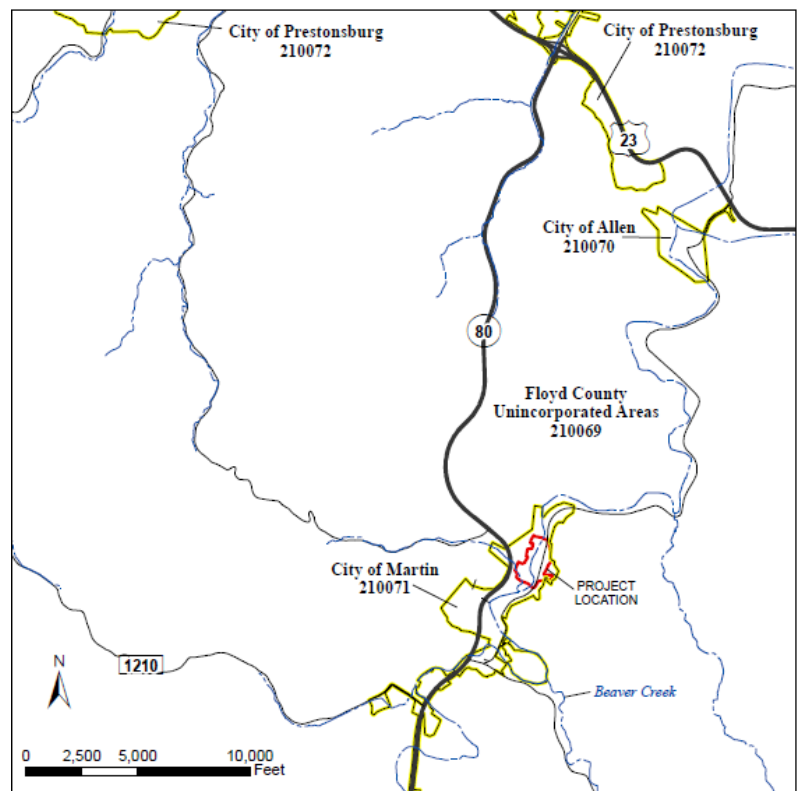 City of Prestonsburg
210072
City of Prestonsburg
210072
23
City of Allen
210070
80
Floyd County
Unincorporated Areas
210069
City of Martin
210071
PROJECT
LOCATION
1210
N
Beaver Creek
0 2,500 5,000 10,000
Feet